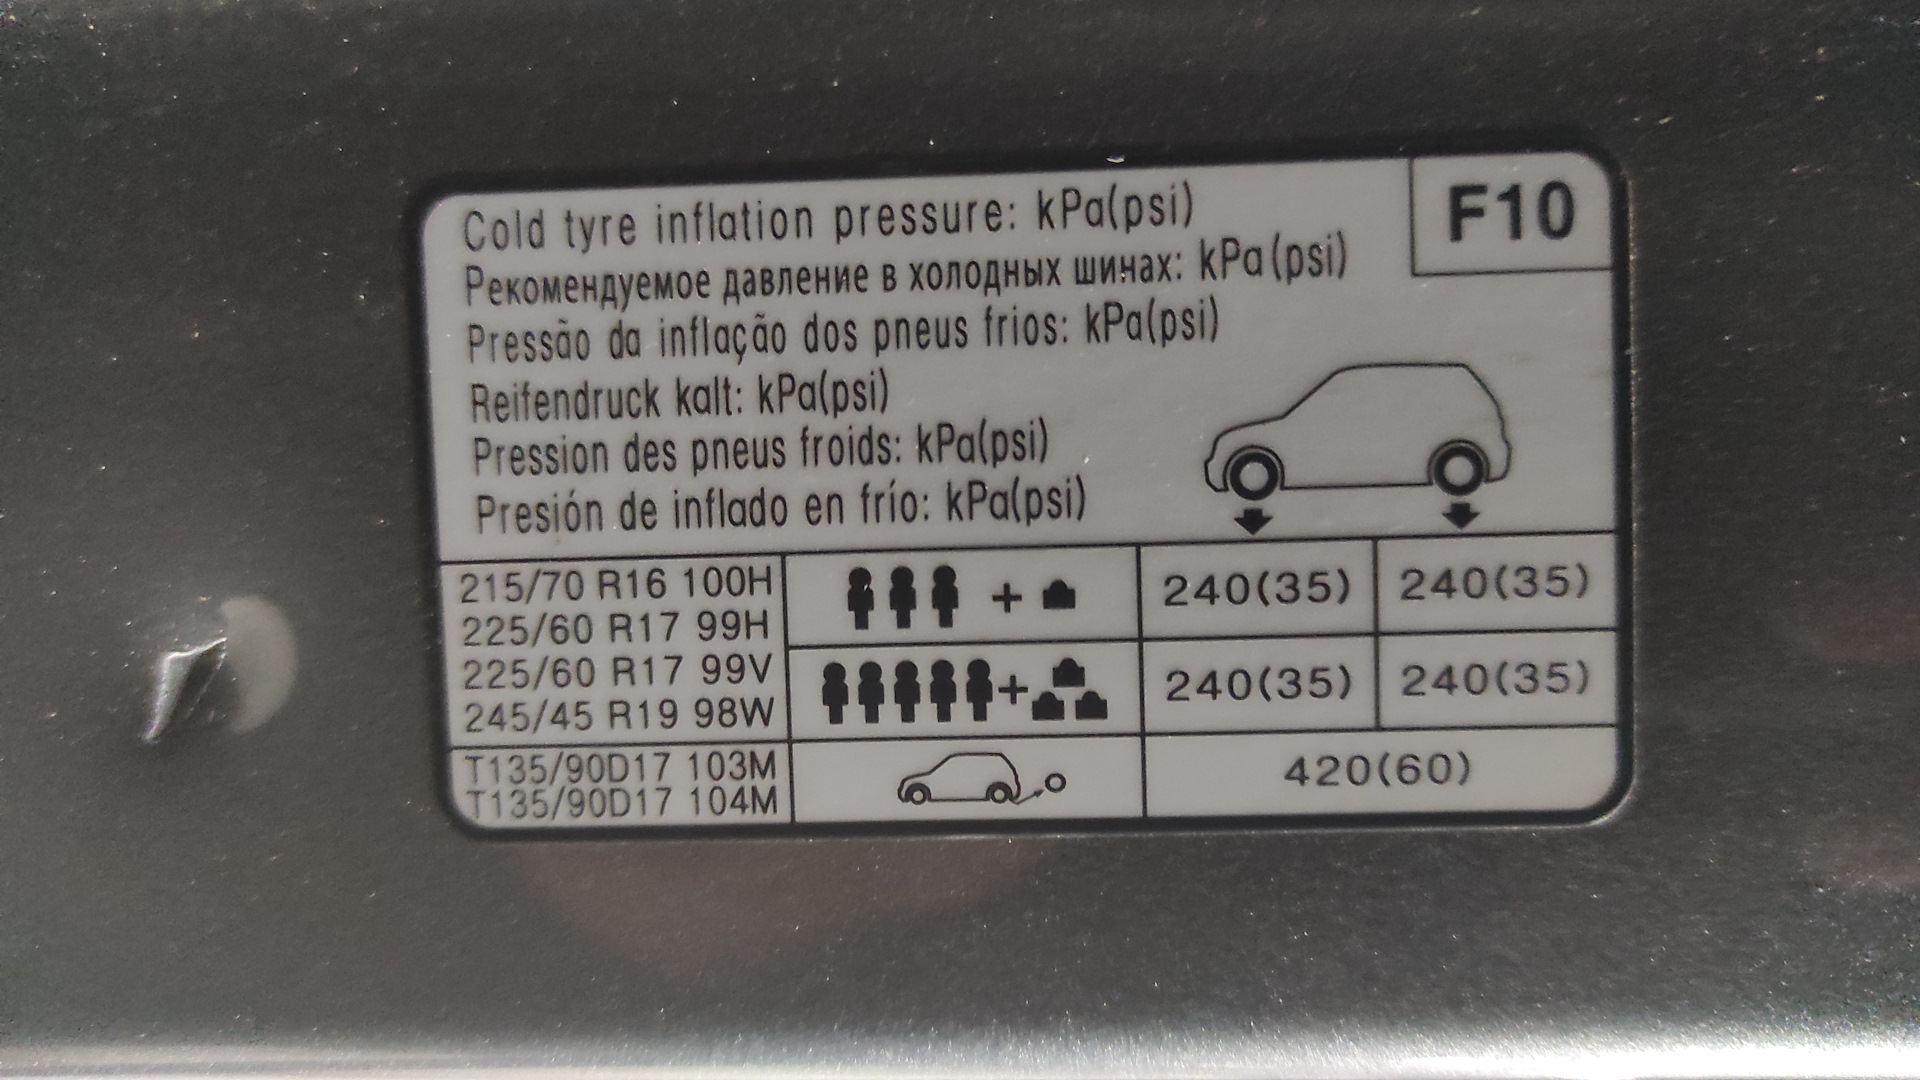 Cold tyre inflation pressure: kPa(psi)
F10
Рекомендуемое давление в холодных шинах: kPa(psi)
Pressão da inflação dos pneus frios: kPa(psi)
Reifendruck kalt: kPa(psi)
Pression des pneus froids: kPa(psi)
Presión de inflado en frío: kPa(psi)
215/70 R16 100H
225/60 R17 99H
225/60 R17 99V
245/45 R19 98W
+ 240(35) 240(35)
+ 240(35) 240(35)
T135/90D17 103M
T135/90D17 104M
420(60)